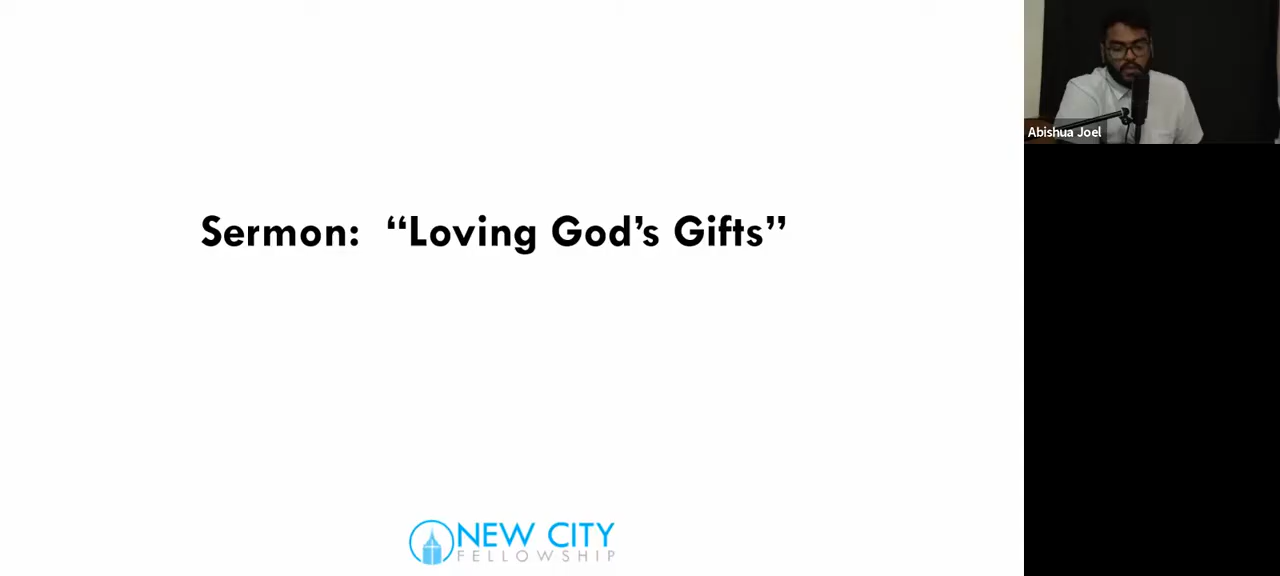 Abishua Joel
Sermon:  “Loving God’s Gifts”
NEW CITY
FELLOWSHIP